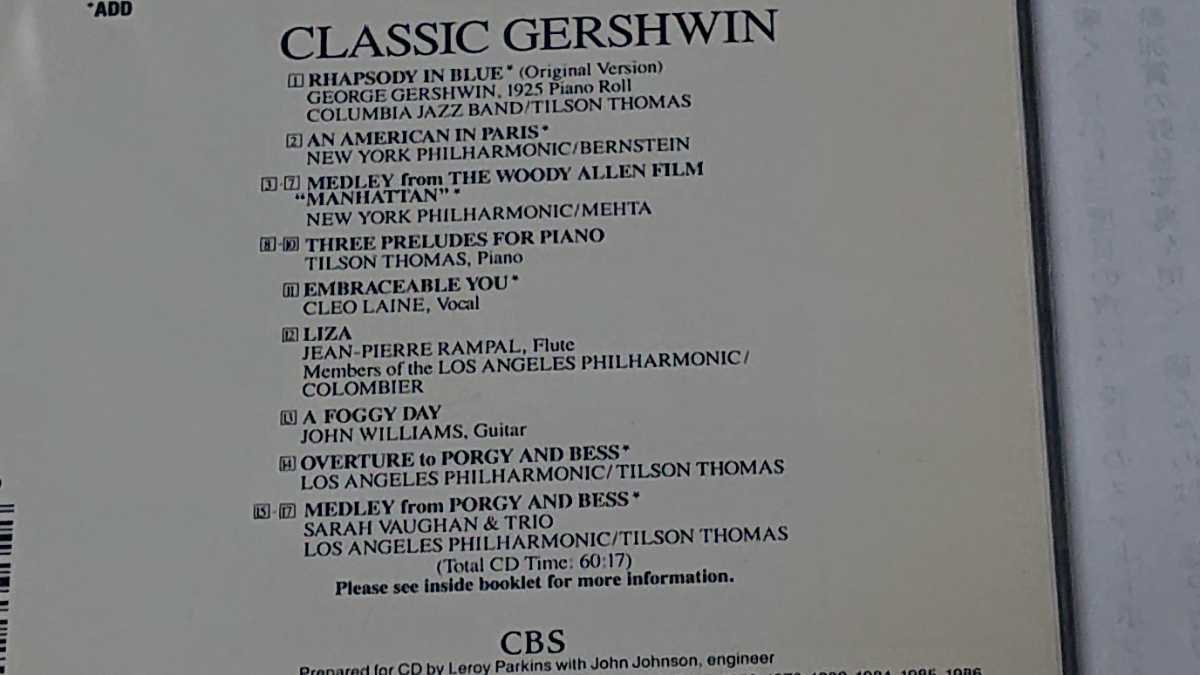 *ADD
CLASSIC GERSHWIN
1 RHAPSODY IN BLUE* (Original Version)
GEORGE GERSHWIN, 1925 Piano Roll
COLUMBIA JAZZ BAND/TILSON THOMAS
2 AN AMERICAN IN PARIS*
NEW YORK PHILHARMONIC/BERNSTEIN
3-7 MEDLEY from THE WOODY ALLEN FILM
“MANHATTAN”*
NEW YORK PHILHARMONIC/MEHTA
8-10 THREE PRELUDES FOR PIANO
TILSON THOMAS, Piano
11 EMBRACEABLE YOU*
CLEO LAINE, Vocal
12 LIZA
JEAN-PIERRE RAMPAL, Flute
Members of the LOS ANGELES PHILHARMONIC/
COLOMBIER
13 A FOGGY DAY
JOHN WILLIAMS, Guitar
14 OVERTURE to PORGY AND BESS*
LOS ANGELES PHILHARMONIC/TILSON THOMAS
15-17 MEDLEY from PORGY AND BESS*
SARAH VAUGHAN & TRIO
LOS ANGELES PHILHARMONIC/TILSON THOMAS
(Total CD Time: 60:17)
Please see inside booklet for more information.
CBS
Prepared for CD by Leroy Parkins with John Johnson, engineer